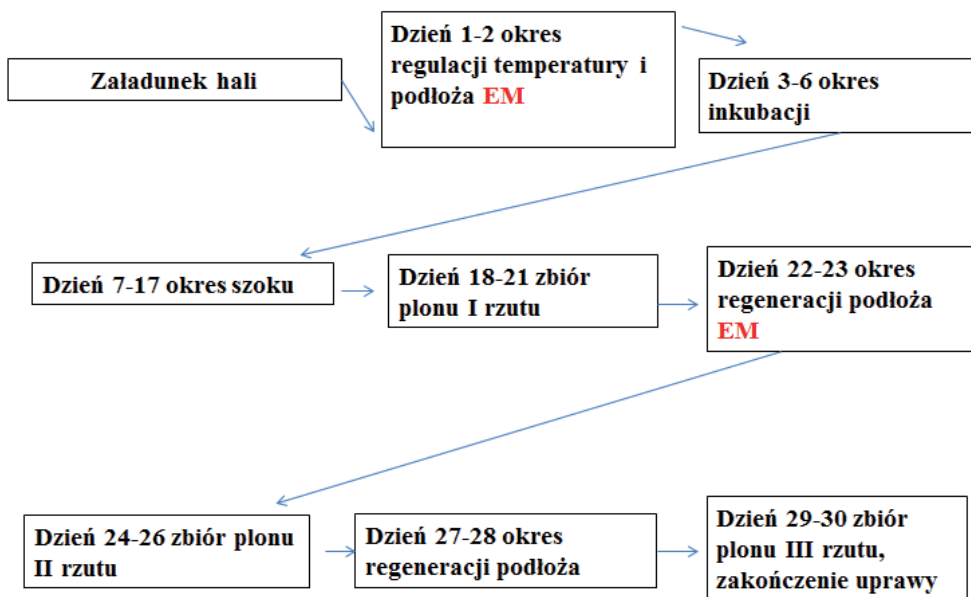 Załadunek hali
Dzień 1-2 okres
regulacji temperatury i
podłoża EM
Dzień 3-6 okres
inkubacji
Dzień 7-17 okres szoku
Dzień 18-21 zbiór
plonu I rzutu
Dzień 22-23 okres
regeneracji podłoża
EM
Dzień 24-26 zbiór plonu
II rzutu
Dzień 27-28 okres
regeneracji podłoża
Dzień 29-30 zbiór
plonu III rzutu,
zakończenie uprawy